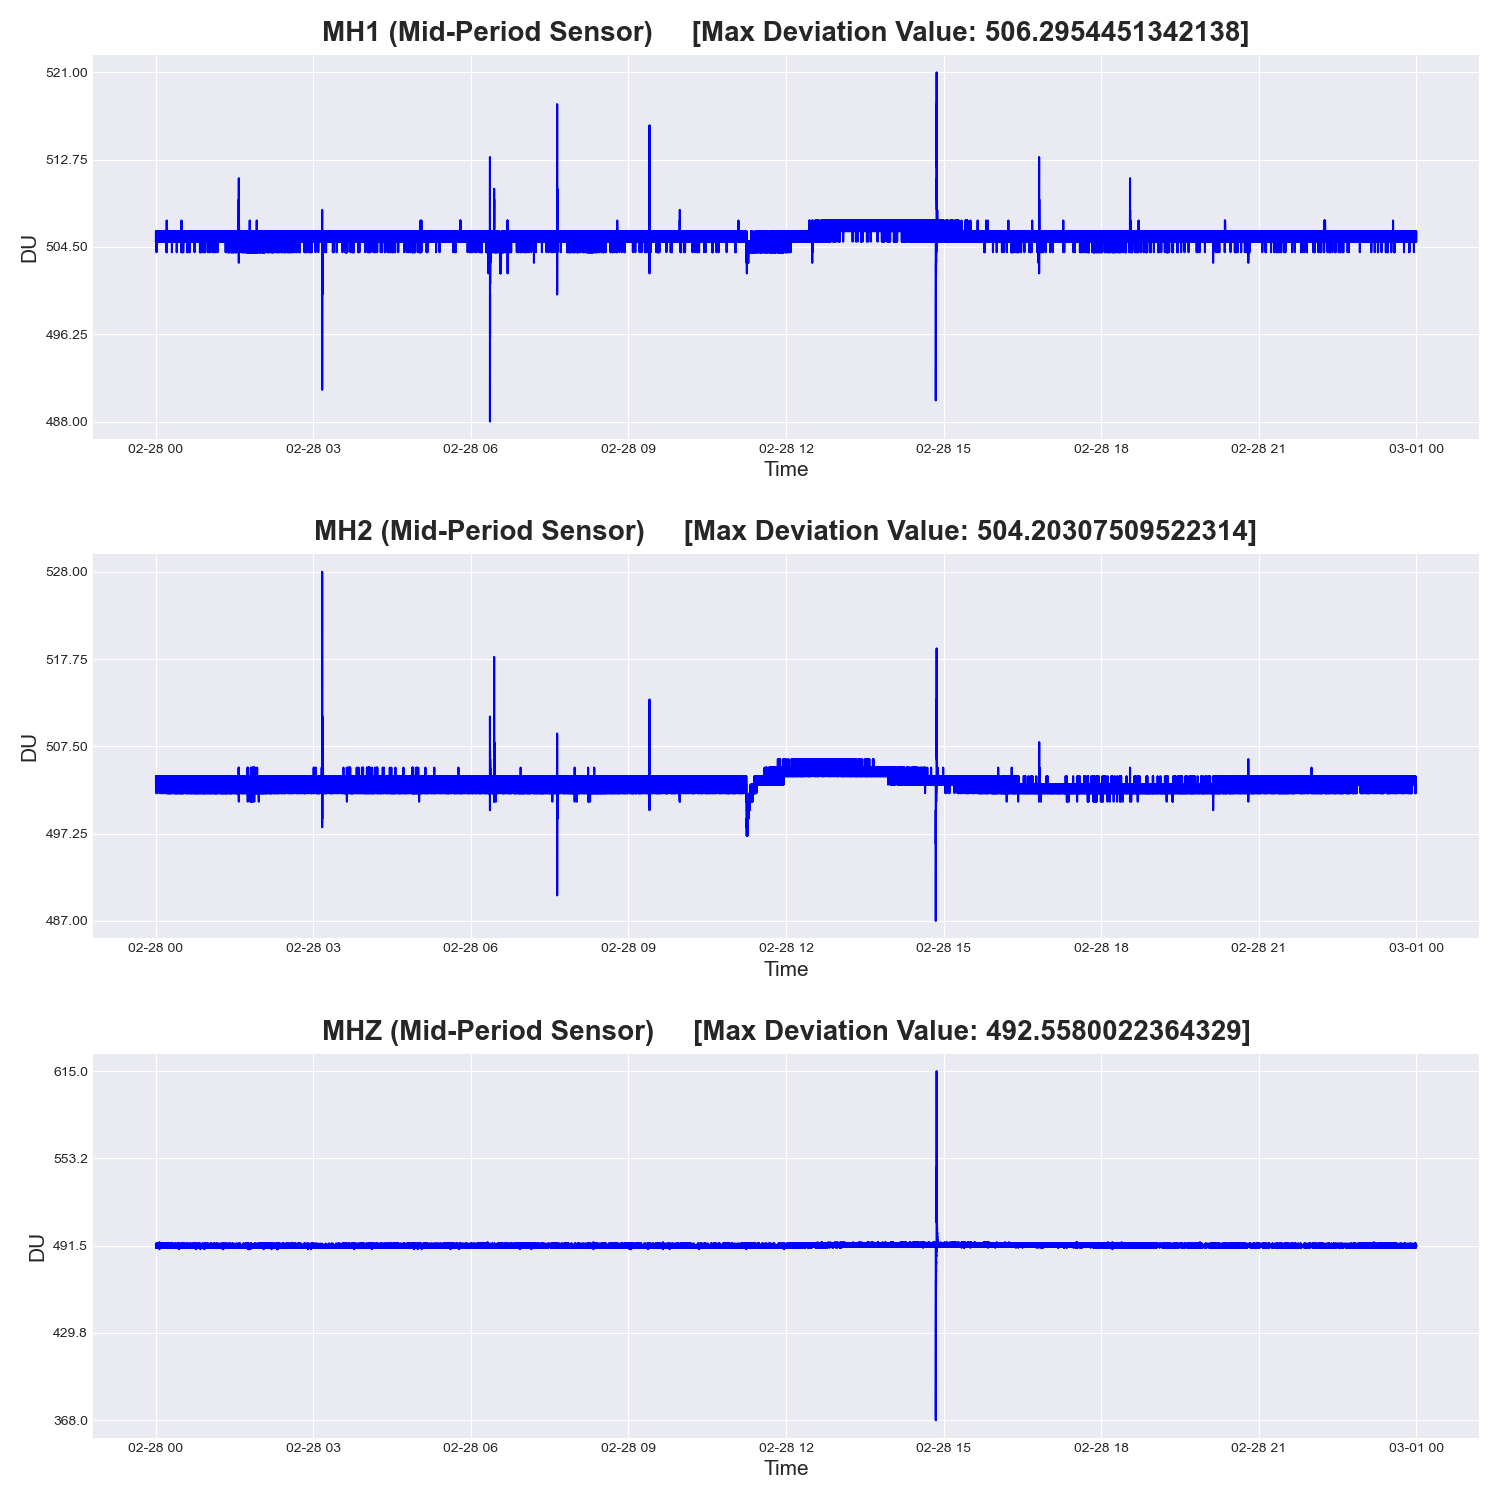 MH1 (Mid-Period Sensor) [Max Deviation Value: 506.2954451342138]
521.00
512.75
504.50
496.25
488.00
DU
02-28 00 02-28 03 02-28 06 02-28 09 02-28 12 02-28 15 02-28 18 02-28 21 03-01 00
Time
MH2 (Mid-Period Sensor) [Max Deviation Value: 504.20307509522314]
528.00
517.75
507.50
497.25
487.00
DU
02-28 00 02-28 03 02-28 06 02-28 09 02-28 12 02-28 15 02-28 18 02-28 21 03-01 00
Time
MHZ (Mid-Period Sensor) [Max Deviation Value: 492.5580022364329]
615.0
553.2
491.5
429.8
368.0
DU
02-28 00 02-28 03 02-28 06 02-28 09 02-28 12 02-28 15 02-28 18 02-28 21 03-01 00
Time